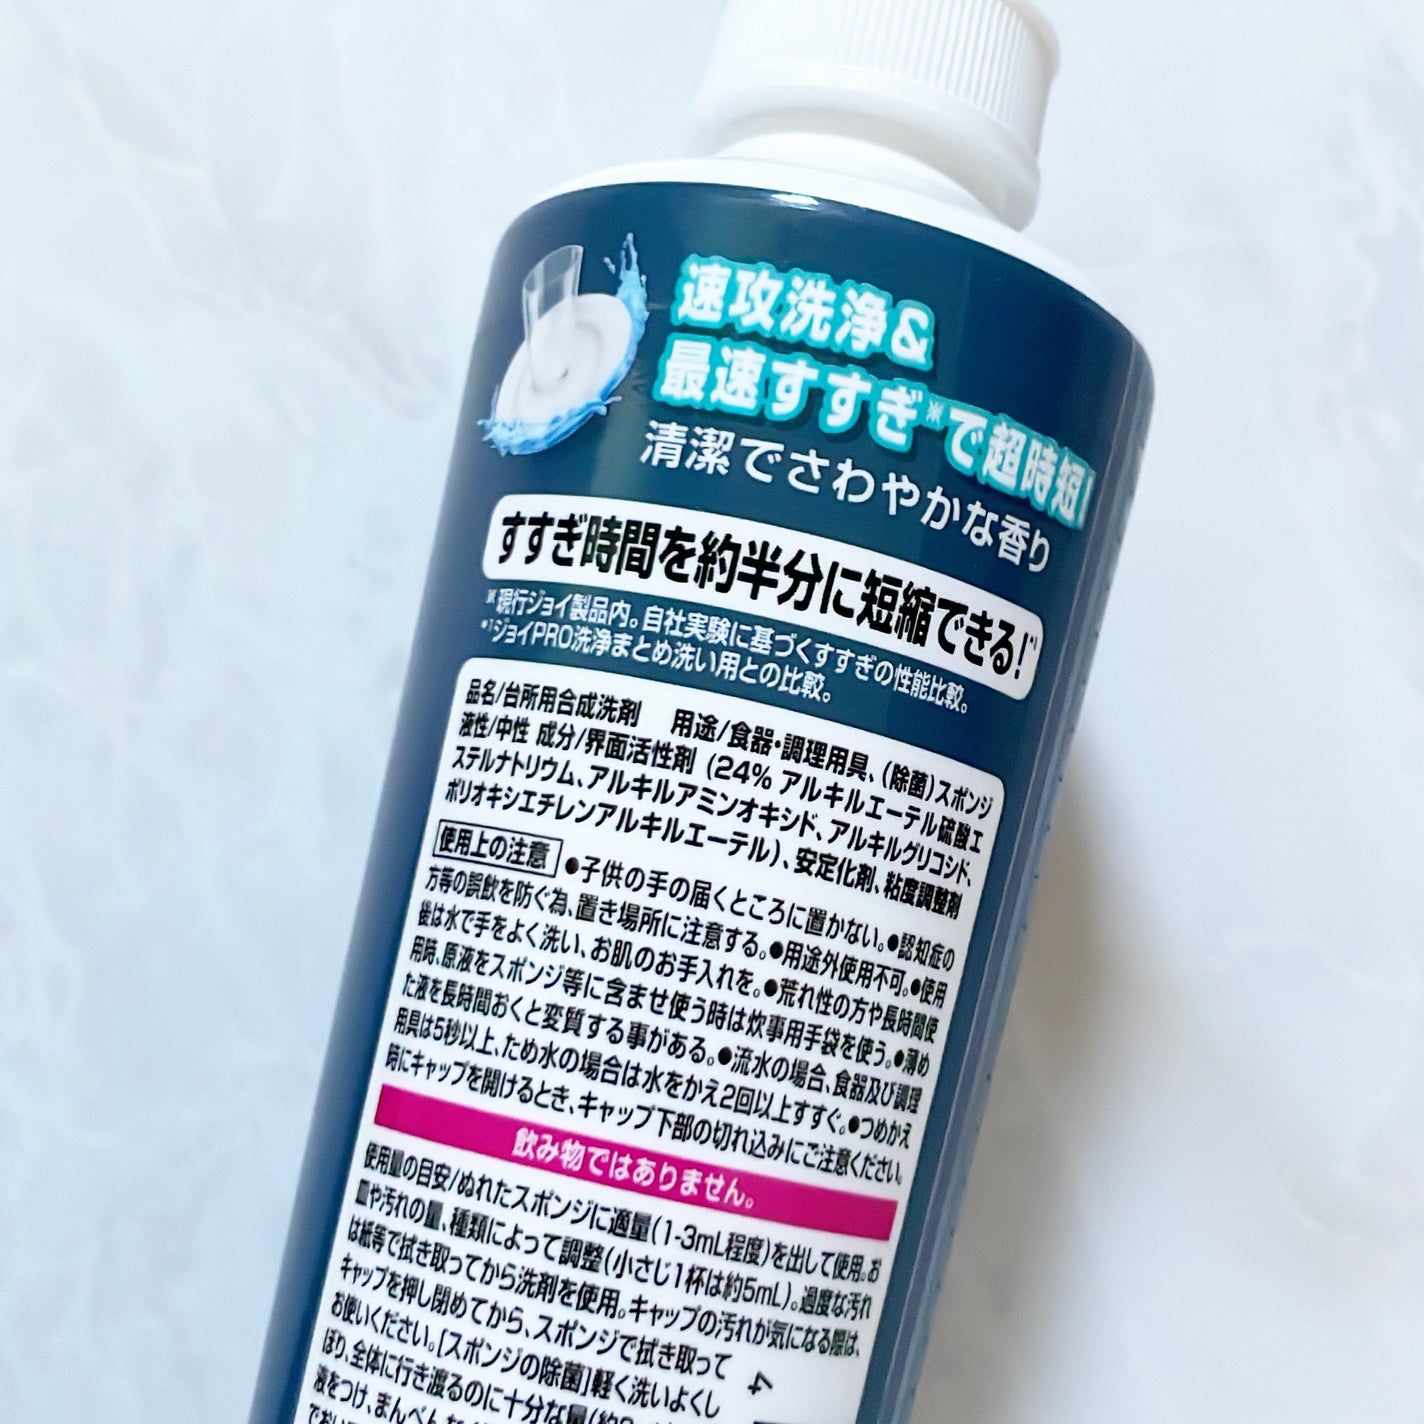 速攻洗浄&
最速すすぎ※で超時短!
清潔でさわやかな香り
すすぎ時間を約半分に短縮できる!*1
※現行ジョイ製品内。自社実験に基づくすすぎの性能比較。
*1ジョイPRO洗浄まとめ洗い用との比較。
品名/台所用合成洗剤 用途/食器・調理用具、(除菌)スポンジ
液性/中性 成分/界面活性剤 (24% アルキルエーテル硫酸エ
ステルナトリウム、アルキルアミンオキシド、アルキルグリコシド、
ポリオキシエチレンアルキルエーテル)、安定化剤、粘度調整剤
使用上の注意 ●子供の手の届くところに置かない。●認知症の
方等の誤飲を防ぐ為、置き場所に注意する。●用途外使用不可。●使用
後は水で手をよく洗い、お肌のお手入れを。●荒れ性の方や長時間使
用時、原液をスポンジ等に含ませ使う時は炊事用手袋を使う。●薄め
た液を長時間おくと変質する事がある。●流水の場合、食器及び調理
用具は5秒以上、ため水の場合は水をかえ2回以上すすぐ。●つめかえ
時にキャップを開けるとき、キャップ下部の切れ込みにご注意ください。
飲み物ではありません。
使用量の目安/ぬれたスポンジに適量(1-3mL程度)を出して使用。お
皿や汚れの量、種類によって調整(小さじ1杯は約5mL)。過度な汚れ
は紙等で拭き取ってから洗剤を使用。キャップの汚れが気になる際は、
キャップを押し閉めてから、スポンジで拭き取って
お使いください。[スポンジの除菌]軽く洗いよくし
ぼり、全体に行き渡るのに十分な量(約
液をつけ、まんべん